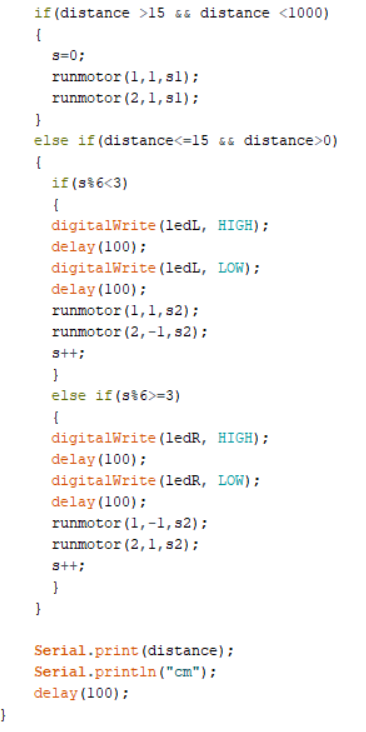 if(distance >15 && distance <1000)
{
s=0;
runmotor(1,1,s1);
runmotor(2,1,s1);
}
else if(distance<=15 && distance>0)
{
if(s%6<3)
{
digitalWrite(ledL, HIGH);
delay(100);
digitalWrite(ledL, LOW);
delay(100);
runmotor(1,1,s2);
runmotor(2,-1,s2);
s++;
}
else if(s%6>=3)
{
digitalWrite(ledR, HIGH);
delay(100);
digitalWrite(ledR, LOW);
delay(100);
runmotor(1,-1,s2);
runmotor(2,1,s2);
s++;
}
}
Serial.print(distance);
Serial.println("cm");
delay(100);
}